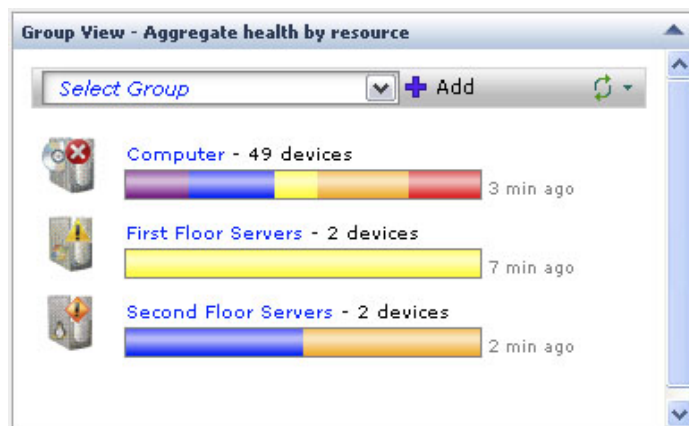 Group View - Aggregate health by resource
Select Group Add
Computer - 49 devices
3 min ago
First Floor Servers - 2 devices
7 min ago
Second Floor Servers - 2 devices
2 min ago